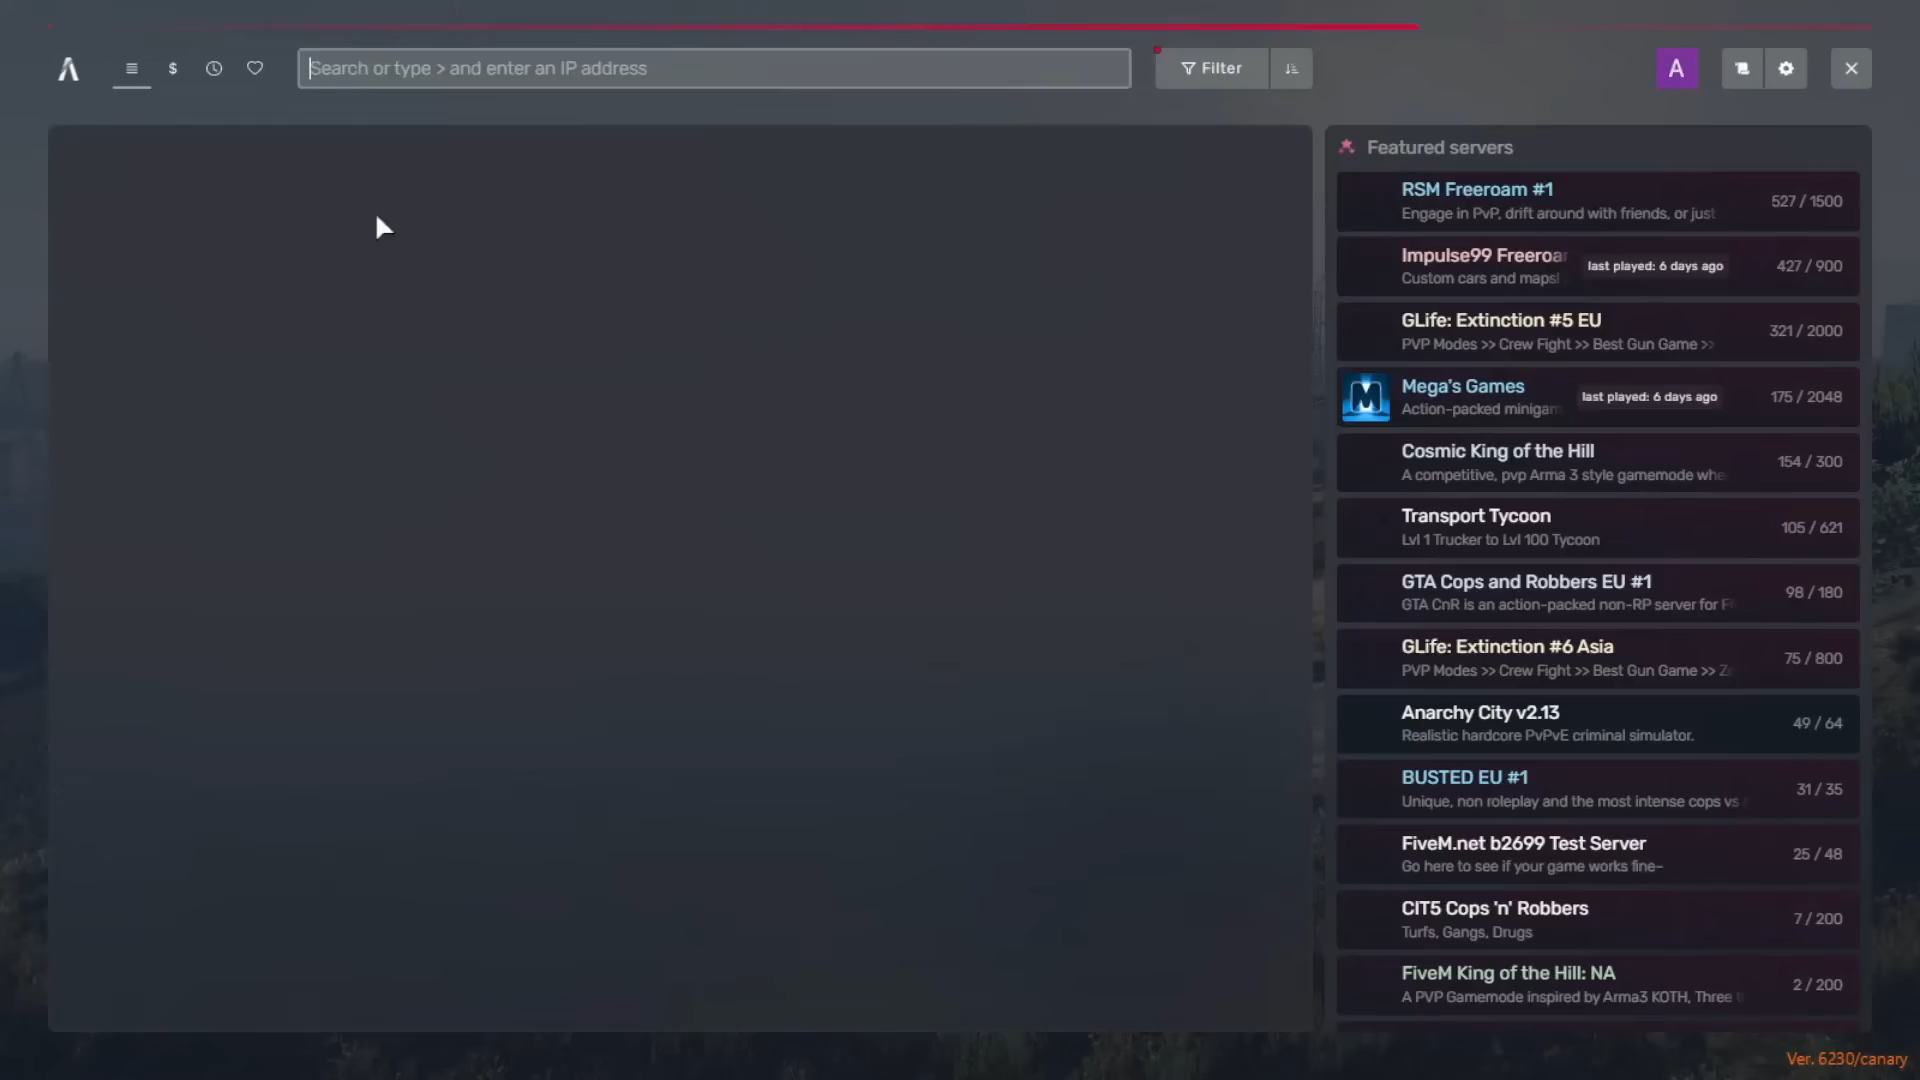 $
Search or type > and enter an IP address
Filter
A
Featured servers
RSM Freeroam #1
Engage in PvP, drift around with friends, or just
527 / 1500
Impulse99 Freeroa
last played: 6 days ago
Custom cars and maps!
427 / 900
GLife: Extinction #5 EU
PVP Modes >> Crew Fight >> Best Gun Game >>
321 / 2000
M
Mega's Games
last played: 6 days ago
Action-packed minigam
175 / 2048
Cosmic King of the Hill
A competitive, pvp Arma 3 style gamemode whe
154 / 300
Transport Tycoon
Lvl 1 Trucker to Lvl 100 Tycoon
105 / 621
GTA Cops and Robbers EU #1
GTA CnR is an action-packed non-RP server for
98 / 180
GLife: Extinction #6 Asia
PVP Modes >> Crew Fight >> Best Gun Game >>
75 / 800
Anarchy City v2.13
Realistic hardcore PvPvE criminal simulator.
49 / 64
BUSTED EU #1
Unique, non roleplay and the most intense cops vs
31 / 35
FiveM.net b2699 Test Server
Go here to see if your game works fine~
25 / 48
CIT5 Cops 'n' Robbers
Turfs, Gangs, Drugs
7 / 200
FiveM King of the Hill: NA
A PVP Gamemode inspired by Arma3 KOTH, Three
2 / 200
Ver. 6230/canary